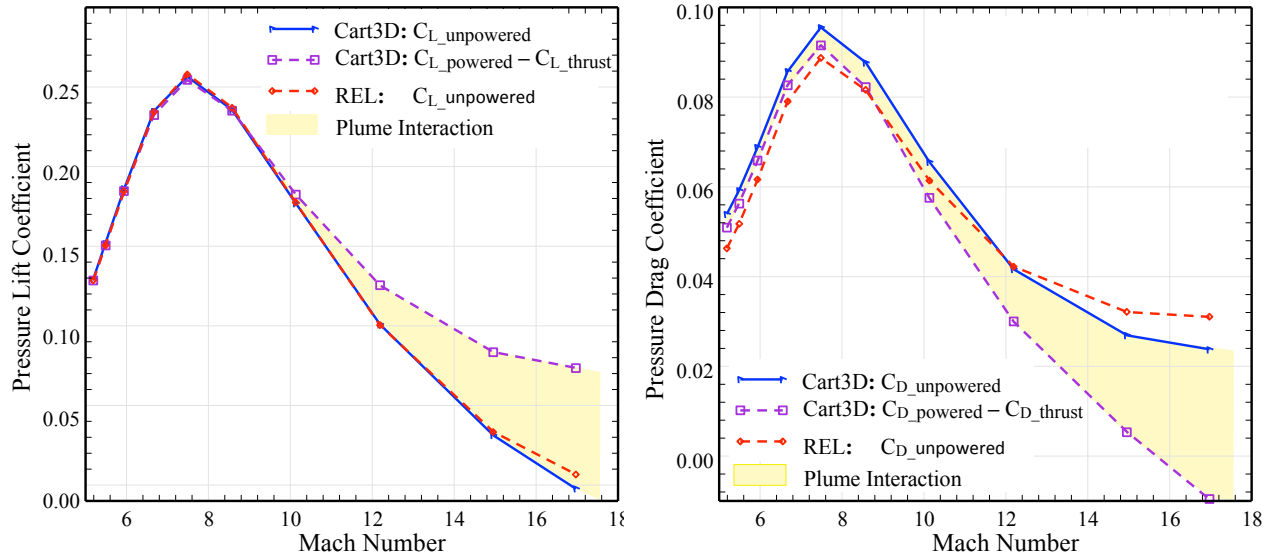 Cart3D: C_L_unpowered
Cart3D: C_L_powered − C_L_thrust
REL: C_L_unpowered
Plume Interaction
0.25
0.20
0.15
0.10
0.05
0.00
6 8 10 12 14 16 18
Pressure Lift Coefficient
Mach Number
0.10
0.08
0.06
0.04
0.02
0.00
Cart3D: C_D_unpowered
Cart3D: C_D_powered − C_D_thrust
REL: C_D_unpowered
Plume Interaction
6 8 10 12 14 16 18
Pressure Drag Coefficient
Mach Number